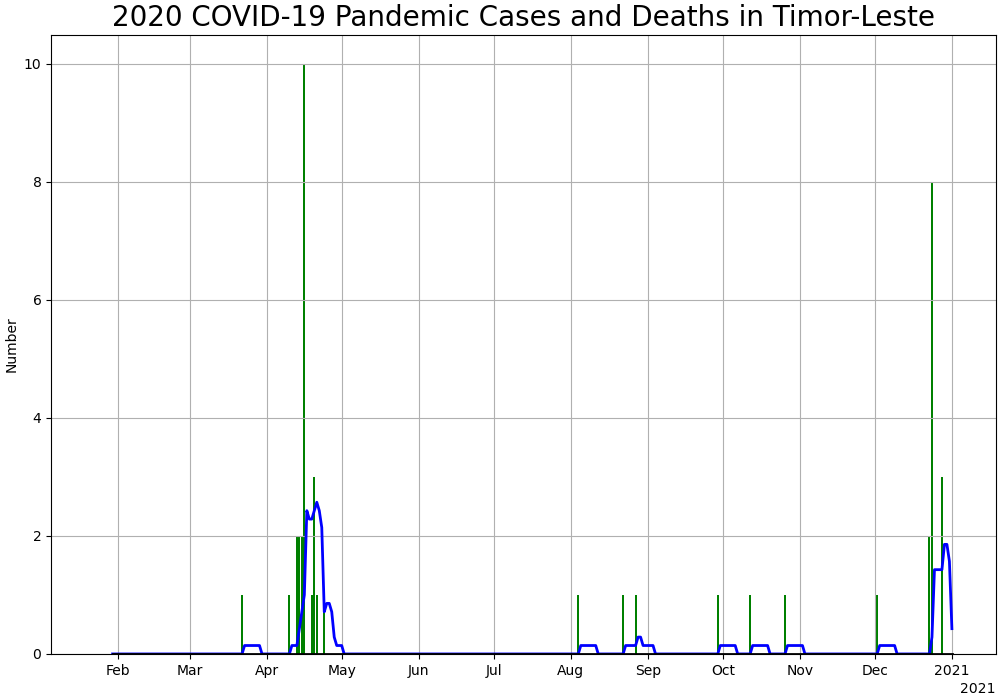 2020 COVID-19 Pandemic Cases and Deaths in Timor-Leste
Number
10
8
6
4
2
0
Feb Mar Apr May Jun Jul Aug Sep Oct Nov Dec 2021
2021